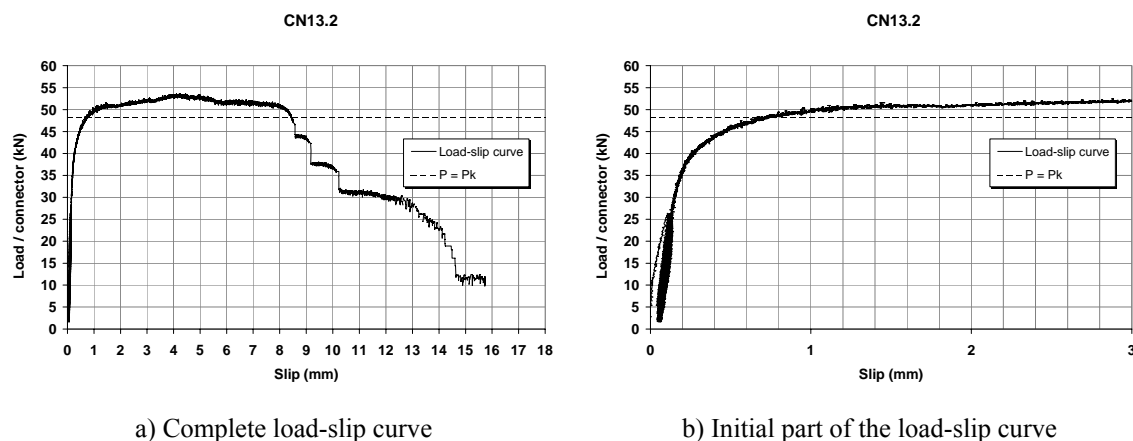 CN13.2
60
55
50
45
40
35
30
25
20
15
10
5
0
Load / connector (kN)
Load-slip curve
P = Pk
0 1 2 3 4 5 6 7 8 9 10 11 12 13 14 15 16 17 18
Slip (mm)
a) Complete load-slip curve
CN13.2
60
55
50
45
40
35
30
25
20
15
10
5
0
Load / connector (kN)
Load-slip curve
P = Pk
0 1 2 3
Slip (mm)
b) Initial part of the load-slip curve